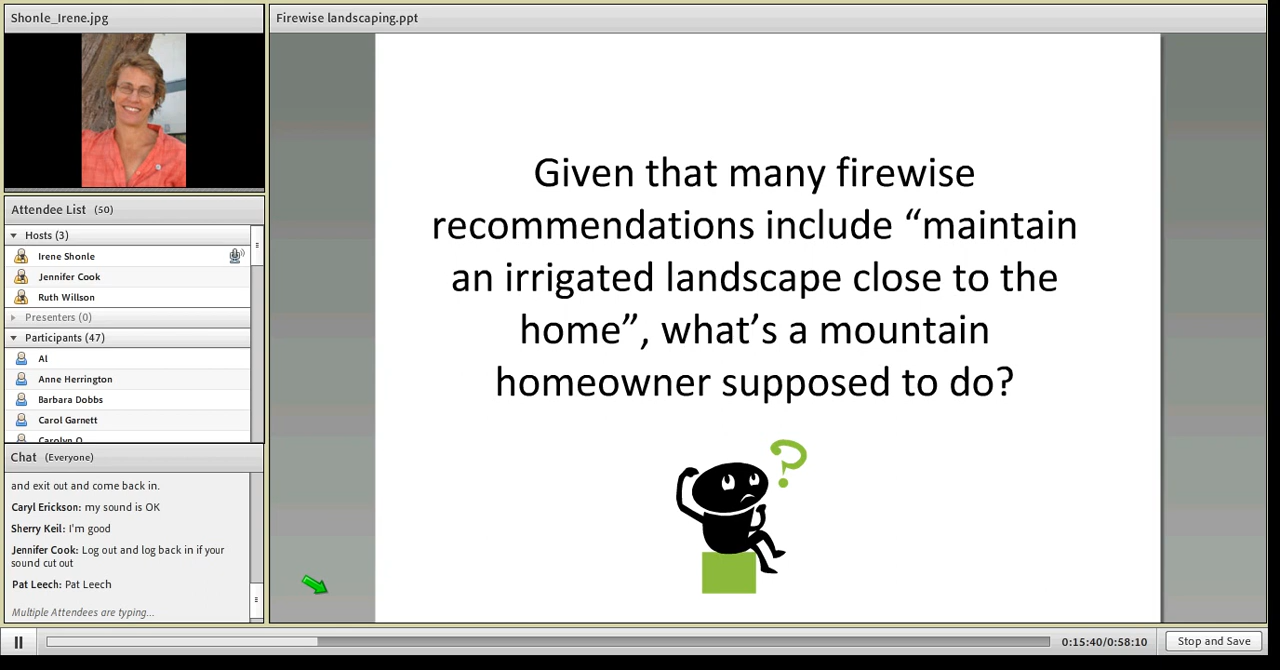 Shonle_Irene.jpg
Attendee List (50)
Hosts (3)
Irene Shonle
Jennifer Cook
Ruth Willson
Presenters (0)
Participants (47)
Al
Anne Herrington
Barbara Dobbs
Carol Garnett
Carolyn O
Chat (Everyone)
and exit out and come back in.
Caryl Erickson: my sound is OK
Sherry Keil: I'm good
Jennifer Cook: Log out and log back in if your
sound cut out
Pat Leech: Pat Leech
Multiple Attendees are typing...
Firewise landscaping.ppt
Given that many firewise
recommendations include “maintain
an irrigated landscape close to the
home”, what’s a mountain
homeowner supposed to do?
?
0:15:40/0:58:10
Stop and Save